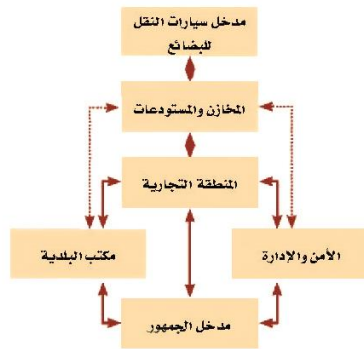 مدخل سيارات النقل
للبضائع
المخازن والمستودعات
المنطقة التجارية
الأمن والإدارة
مكتب البلدية
مدخل الجمهور